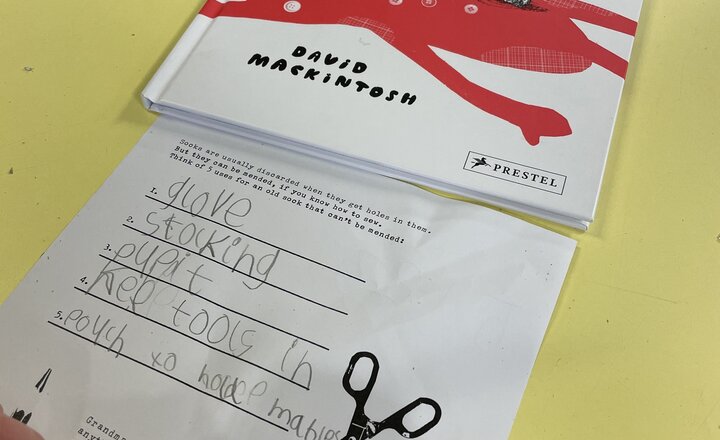 DAViD
MACKiNTOSH
PRESTEL
Socks are usually discarded when they get holes in them.
But they can be mended, if you know how to sew.
Think of 5 uses for an old sock that can't be mended:
1. glove
2. stocking
3. pupit
4. kep tools in
5. pouch to holde mables
Grandma
anyt